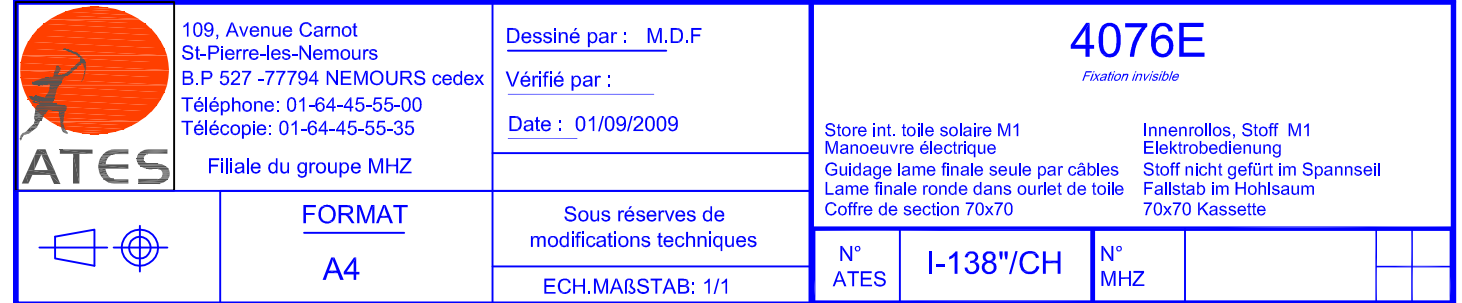 109, Avenue Carnot
St-Pierre-les-Nemours
B.P 527 -77794 NEMOURS cedex
Téléphone: 01-64-45-55-00
Télécopie: 01-64-45-55-35
Filiale du groupe MHZ
ATES
Dessiné par : M.D.F
Vérifié par :
Date : 01/09/2009
4076E
Fixation invisible
Store int. toile solaire M1
Manoeuvre électrique
Guidage lame finale seule par câbles
Lame finale ronde dans ourlet de toile
Coffre de section 70x70
Innenrollos, Stoff M1
Elektrobedienung
Stoff nicht gefürt im Spannseil
Fallstab im Hohlsaum
70x70 Kassette
FORMAT
A4
Sous réserves de
modifications techniques
ECH.MAßSTAB: 1/1
N°
ATES
I-138"/CH
N°
MHZ